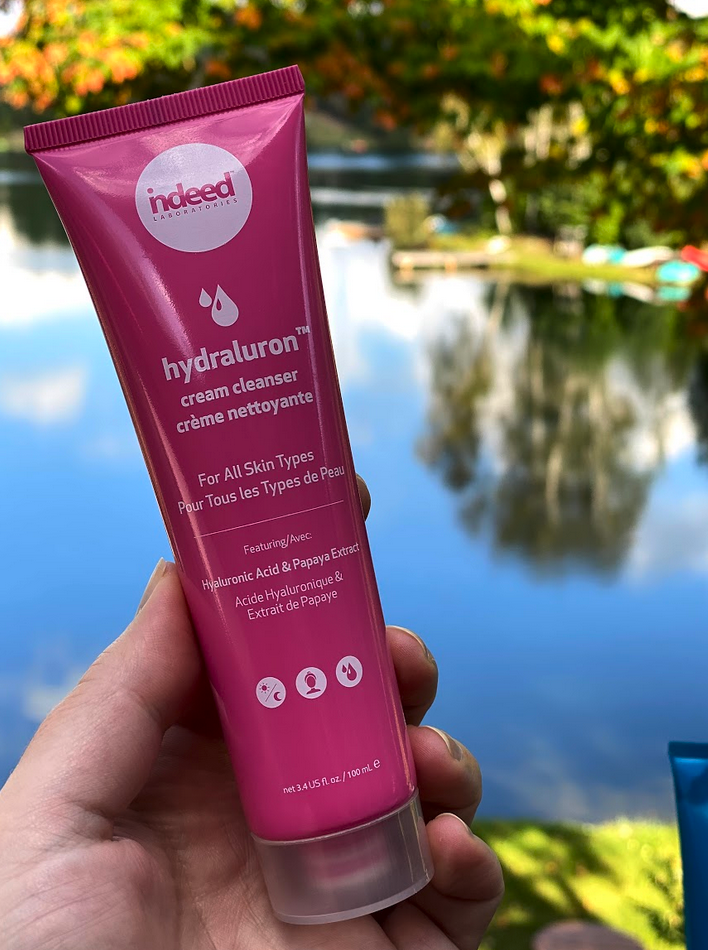 indeed
LABORATORIES
hydraluron™
cream cleanser
crème nettoyante
For All Skin Types
Pour Tous les Types de Peau
Featuring/Avec:
Hyaluronic Acid & Papaya Extract
Acide Hyaluronique &
Extrait de Papaye
net 3.4 US fl. oz. / 100 mL ℮